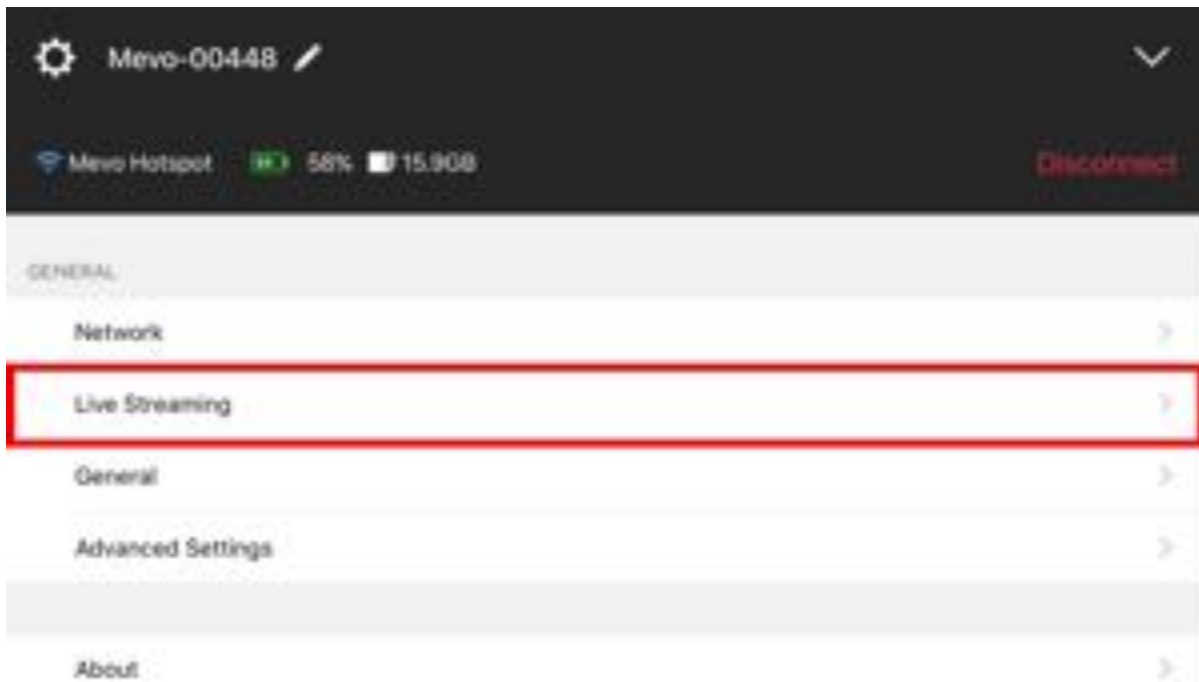 Mevo-00448
Mevo Hotspot 58% 15.9GB Disconnect
GENERAL
Network
Live Streaming
General
Advanced Settings
About